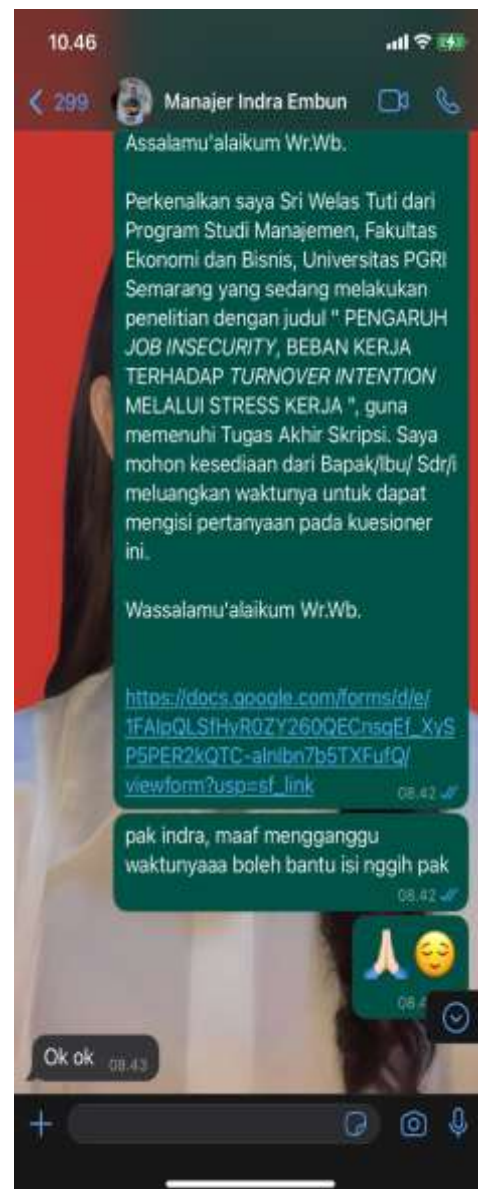 10.46
299 Manajer Indra Embun
Assalamu'alaikum Wr.Wb.
Perkenalkan saya Sri Welas Tuti dari
Program Studi Manajemen, Fakultas
Ekonomi dan Bisnis, Universitas PGRI
Semarang yang sedang melakukan
penelitian dengan judul " PENGARUH
JOB INSECURITY, BEBAN KERJA
TERHADAP TURNOVER INTENTION
MELALUI STRESS KERJA ", guna
memenuhi Tugas Akhir Skripsi. Saya
mohon kesediaan dari Bapak/Ibu/ Sdr/i
meluangkan waktunya untuk dapat
mengisi pertanyaan pada kuesioner
ini.
Wassalamu'alaikum Wr.Wb.
https://docs.google.com/forms/d/e/
viewform?usp=sf_link 08.42
pak indra, maaf mengganggu
waktunyaaa boleh bantu isi nggih pak
08.42
Ok ok 08.43